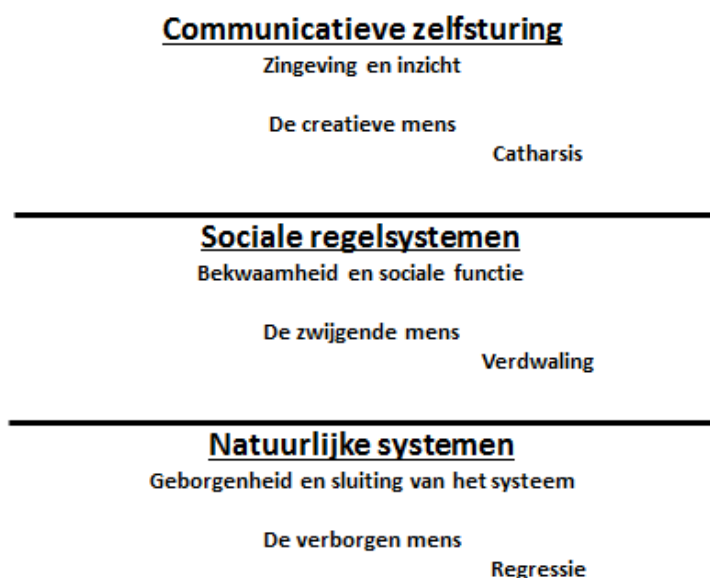 Communicatieve zelfsturing
Zingeving en inzicht
De creatieve mens
Catharsis
Sociale regelsystemen
Bekwaamheid en sociale functie
De zwijgende mens
Verdwaling
Natuurlijke systemen
Geborgenheid en sluiting van het systeem
De verborgen mens
Regressie